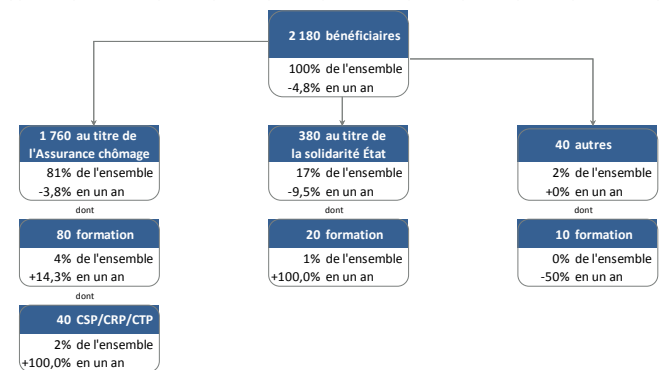 2 180 bénéficiaires
100% de l'ensemble
-4,8% en un an
1 760 au titre de
l'Assurance chômage
81% de l'ensemble
-3,8% en un an
dont
80 formation
4% de l'ensemble
+14,3% en un an
dont
40 CSP/CRP/CTP
2% de l'ensemble
+100,0% en un an
380 au titre de
la solidarité État
17% de l'ensemble
-9,5% en un an
dont
20 formation
1% de l'ensemble
+100,0% en un an
40 autres
2% de l'ensemble
+0% en un an
dont
10 formation
0% de l'ensemble
-50% en un an